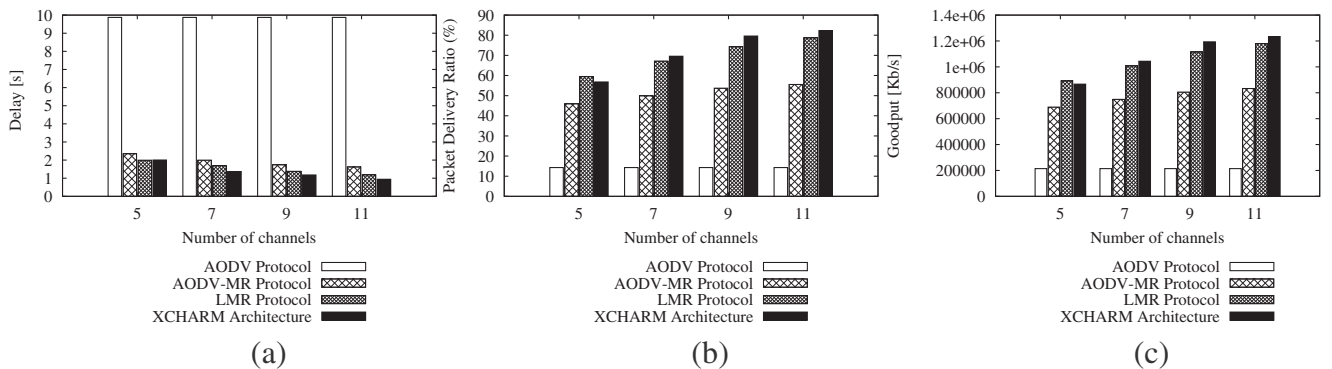 10
9
8
7
6
5
4
3
2
1
0
Delay [s]
5 7 9 11
Number of channels
AODV Protocol
AODV-MR Protocol
LMR Protocol
XCHARM Architecture
(a)
90
80
70
60
50
40
30
20
10
0
Packet Delivery Ratio (%)
5 7 9 11
Number of channels
AODV Protocol
AODV-MR Protocol
LMR Protocol
XCHARM Architecture
(b)
1.4e+06
1.2e+06
1e+06
800000
600000
400000
200000
0
Goodput [Kb/s]
5 7 9 11
Number of channels
AODV Protocol
AODV-MR Protocol
LMR Protocol
XCHARM Architecture
(c)